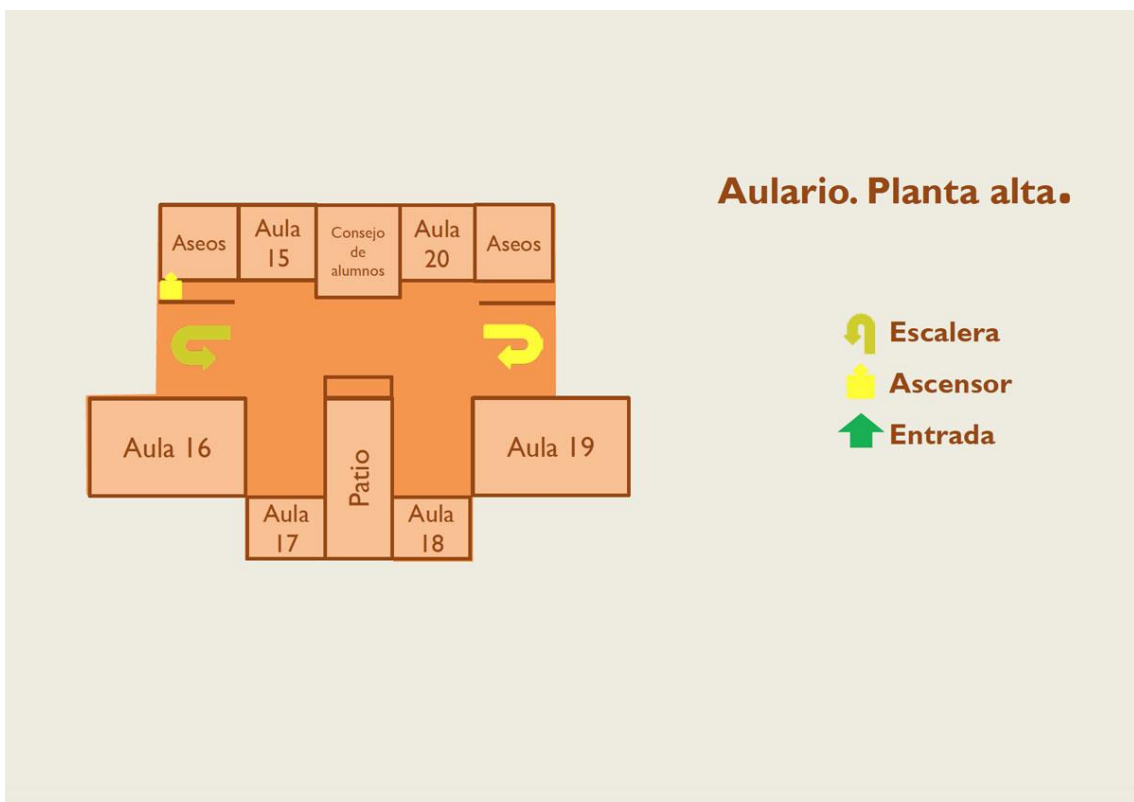 Aulario. Planta alta.
Aseos
Aula
15
Consejo
de
alumnos
Aula
20
Aseos
Escalera
Ascensor
Entrada
Aula 16
Patio
Aula 19
Aula
17
Aula
18